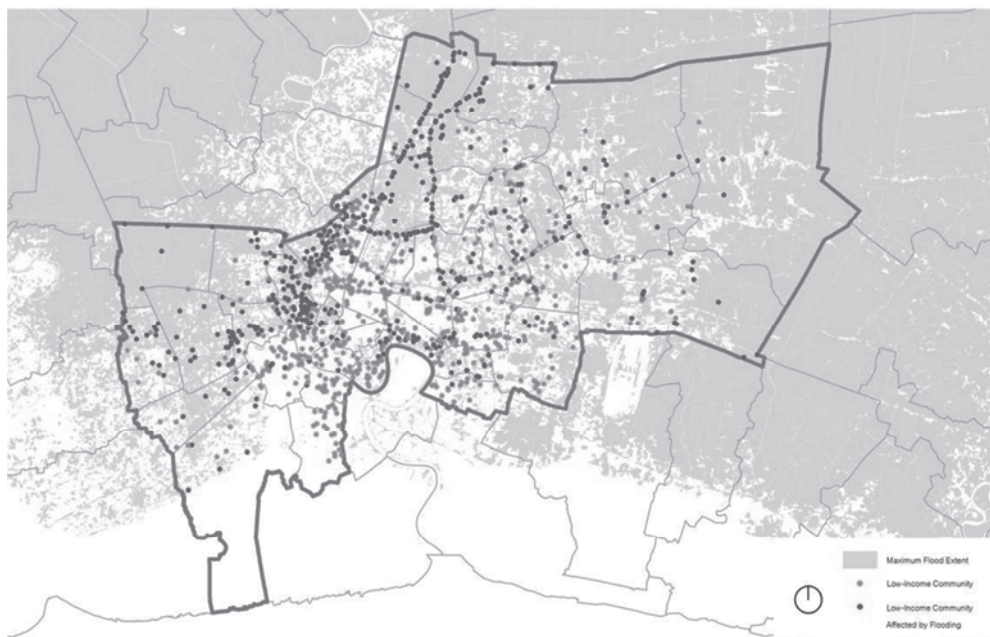 Maximum Flood Extent
Low-Income Community
Low-Income Community
Affected by Flooding